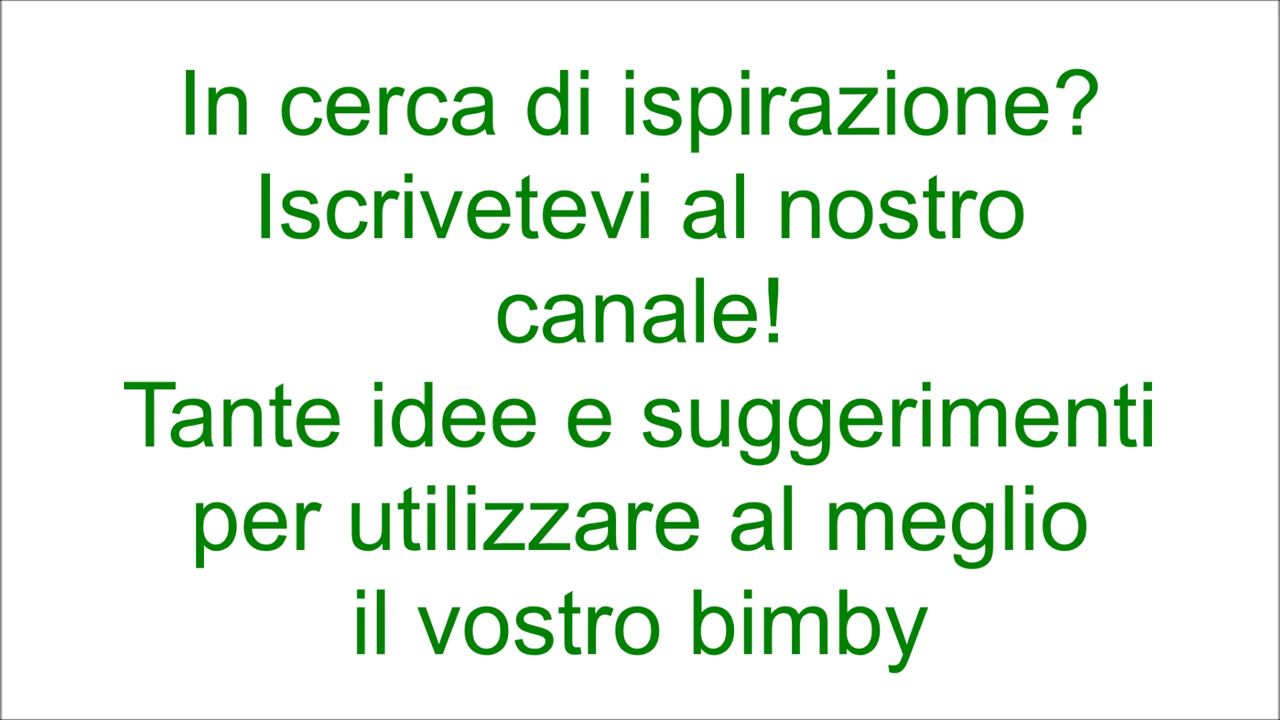 In cerca di ispirazione?
Iscrivetevi al nostro
canale!
Tante idee e suggerimenti
per utilizzare al meglio
il vostro bimby